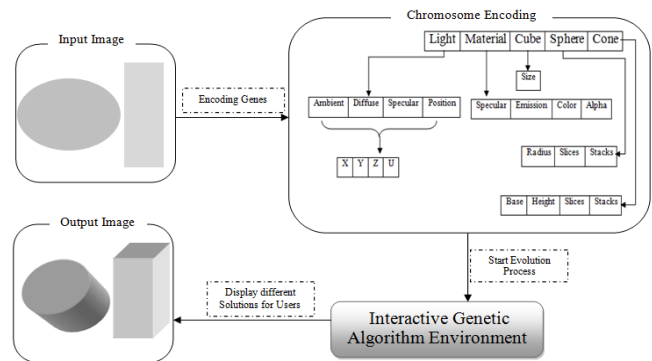 Chromosome Encoding
Input Image
Light Material Cube Sphere Cone
Size
Encoding Genes
Ambient Diffuse Specular Position
Specular Emission Color Alpha
X Y Z U
Radius Slices Stacks
Base Height Slices Stacks
Output Image
Start Evolution
Process
Display different
Solutions for Users
Interactive Genetic
Algorithm Environment